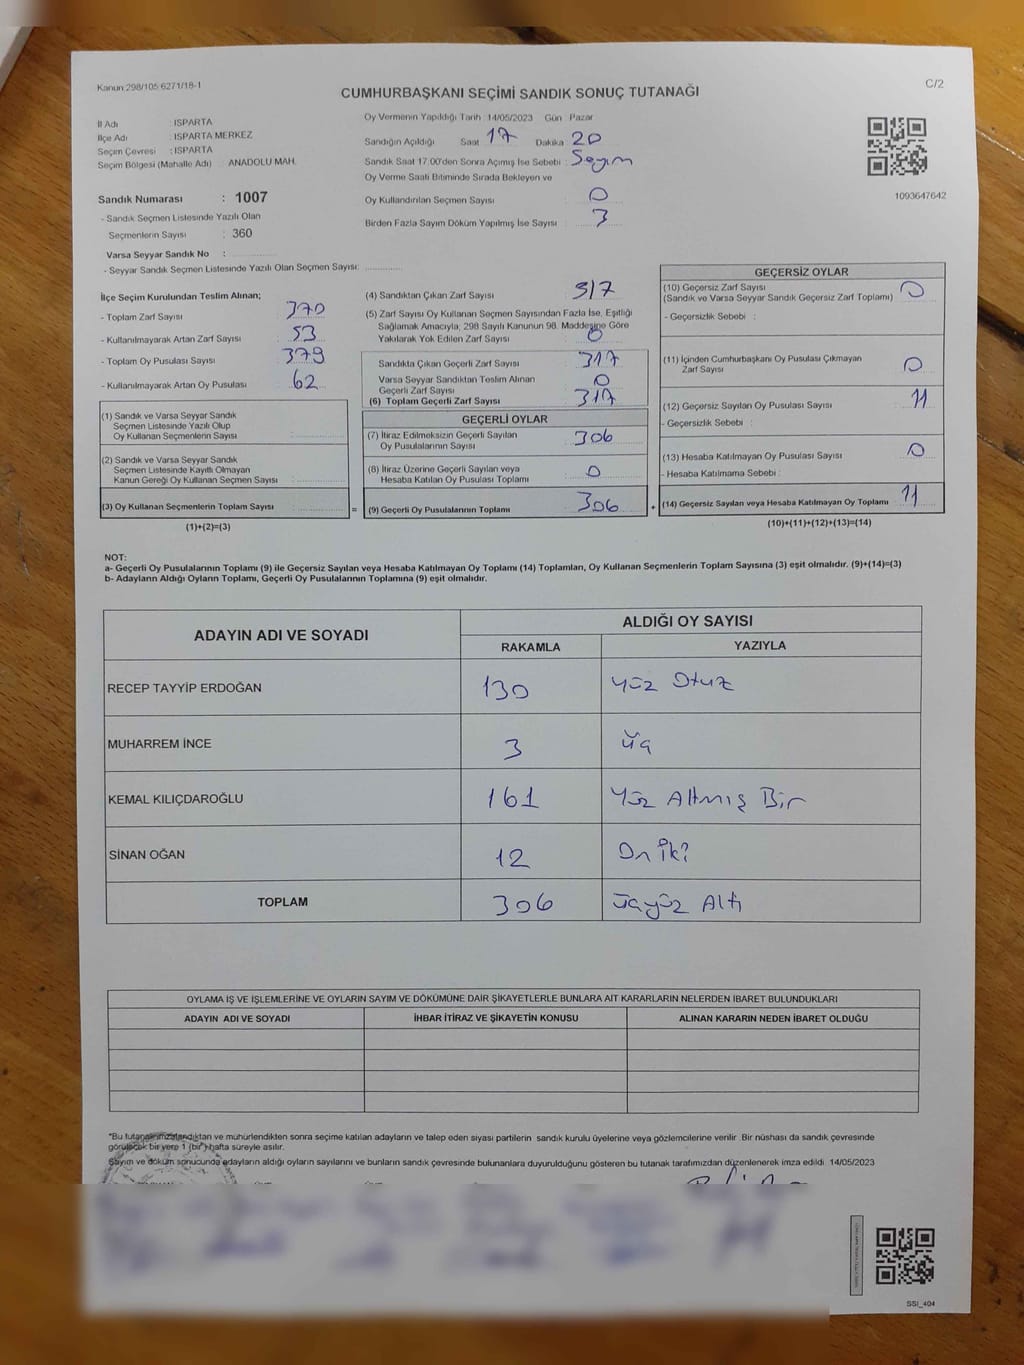 Kanun 298/105 6271/18-1
C/2
CUMHURBAŞKANI SEÇİMİ SANDIK SONUÇ TUTANAĞI
İl Adı : ISPARTA
İlçe Adı : ISPARTA MERKEZ
Seçim Çevresi : ISPARTA
Seçim Bölgesi (Mahalle Adı) : ANADOLU MAH.
Sandık Numarası : 1007
- Sandık Seçmen Listesinde Yazılı Olan
Seçmenlerin Sayısı : 360
Varsa Seyyar Sandık No :
- Seyyar Sandık Seçmen Listesinde Yazılı Olan Seçmen Sayısı:
Oy Vermenin Yapıldığı Tarih 14/05/2023 Gün Pazar
Sandığın Açıldığı Saat 17 Dakika 20
Sandık Saat 17.00'den Sonra Açılmış İse Sebebi : Sayım
Oy Verme Saati Bitiminde Sırada Bekleyen ve
Oy Kullandırılan Seçmen Sayısı : 0
Birden Fazla Sayım Döküm Yapılmış İse Sayısı : 3
1093647642
İlçe Seçim Kurulundan Teslim Alınan;
- Toplam Zarf Sayısı : 370
- Kullanılmayarak Artan Zarf Sayısı : 53
- Toplam Oy Pusulası Sayısı : 379
- Kullanılmayarak Artan Oy Pusulası : 62
(1) Sandık ve Varsa Seyyar Sandık
Seçmen Listesinde Yazılı Olup
Oy Kullanan Seçmenlerin Sayısı :
(2) Sandık ve Varsa Seyyar Sandık
Seçmen Listesinde Kayıtlı Olmayan
Kanun Gereği Oy Kullanan Seçmen Sayısı :
(3) Oy Kullanan Seçmenlerin Toplam Sayısı : =
(1)+(2)=(3)
(4) Sandıktan Çıkan Zarf Sayısı : 317
(5) Zarf Sayısı Oy Kullanan Seçmen Sayısından Fazla İse, Eşitliği
Sağlamak Amacıyla; 298 Sayılı Kanunun 98. Maddesine Göre
Yakılarak Yok Edilen Zarf Sayısı : 0
Sandıkta Çıkan Geçerli Zarf Sayısı : 317
Varsa Seyyar Sandıktan Teslim Alınan
Geçerli Zarf Sayısı : 0
(6) Toplam Geçerli Zarf Sayısı : 317
GEÇERLİ OYLAR
(7) İtiraz Edilmeksizin Geçerli Sayılan
Oy Pusulalarının Sayısı : 306
(8) İtiraz Üzerine Geçerli Sayılan veya
Hesaba Katılan Oy Pusulası Toplamı : 0
(9) Geçerli Oy Pusulalarının Toplamı : 306 +
GEÇERSİZ OYLAR
(10) Geçersiz Zarf Sayısı : 0
(Sandık ve Varsa Seyyar Sandık Geçersiz Zarf Toplamı)
- Geçersizlik Sebebi :
(11) İçinden Cumhurbaşkanı Oy Pusulası Çıkmayan
Zarf Sayısı : 0
(12) Geçersiz Sayılan Oy Pusulası Sayısı : 11
- Geçersizlik Sebebi :
(13) Hesaba Katılmayan Oy Pusulası Sayısı : 0
- Hesaba Katılmama Sebebi :
(14) Geçersiz Sayılan veya Hesaba Katılmayan Oy Toplamı : 11
(10)+(11)+(12)+(13)=(14)
NOT:
a- Geçerli Oy Pusulalarının Toplamı (9) ile Geçersiz Sayılan veya Hesaba Katılmayan Oy Toplamı (14) Toplamları, Oy Kullanan Seçmenlerin Toplam Sayısına (3) eşit olmalıdır. (9)+(14)=(3)
b- Adayların Aldığı Oyların Toplamı, Geçerli Oy Pusulalarının Toplamına (9) eşit olmalıdır.
ADAYIN ADI VE SOYADI
ALDIĞI OY SAYISI
RAKAMLA YAZIYLA
RECEP TAYYİP ERDOĞAN 130 Yüz Otuz
MUHARREM İNCE 3 üç
KEMAL KILIÇDAROĞLU 161 Yüz Altmış Bir
SİNAN OĞAN 12 On iki
TOPLAM 306 üçyüz Altı
OYLAMA İŞ VE İŞLEMLERİNE VE OYLARIN SAYIM VE DÖKÜMÜNE DAİR ŞİKAYETLERLE BUNLARA AİT KARARLARIN NELERDEN İBARET BULUNDUKLARI
ADAYIN ADI VE SOYADI İHBAR İTİRAZ VE ŞİKAYETİN KONUSU ALINAN KARARIN NEDEN İBARET OLDUĞU
*Bu tutanak imzalandıktan ve mühürlendikten sonra seçime katılan adayların ve talep eden siyasi partilerin sandık kurulu üyelerine veya gözlemcilerine verilir. Bir nüshası da sandık çevresinde
görülecek bir yere 1 (bir) hafta süreyle asılır.
Sayım ve döküm sonucunda adayların aldığı oyların sayılarını ve bunların sandık çevresinde bulunanlara duyurulduğunu gösteren bu tutanak tarafımızdan düzenlenerek imza edildi 14/05/2023
SSI_404